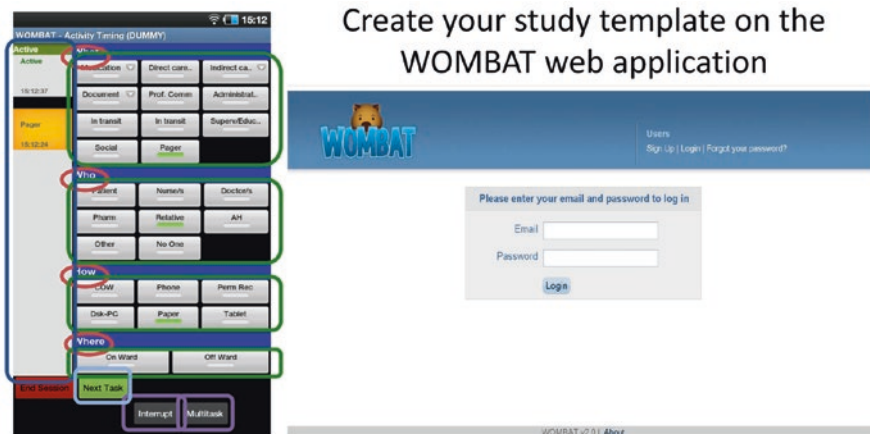 Create your study template on the
WOMBAT web application
15:12
WOMBAT - Activity Timing (DUMMY)
Active
Active
15:12:37
Pager
15:12:24
Medication
Direct care..
Indirect ca..
Document
Prof. Comm
Administrat..
In transit
In transit
Superv/Educ..
Social
Pager
Who
Patient
Nurse/s
Doctor/s
Pharm
Relative
AH
Other
No One
How
COW
Phone
Perm Rec
Dsk-PC
Paper
Tablet
Where
On Ward
Off Ward
End Session
Next Task
Interrupt
Multitask
WOMBAT
Users
Sign Up | Login | Forgot your password?
Please enter your email and password to log in
Email
Password
Login
WOMBAT v2.0 | About